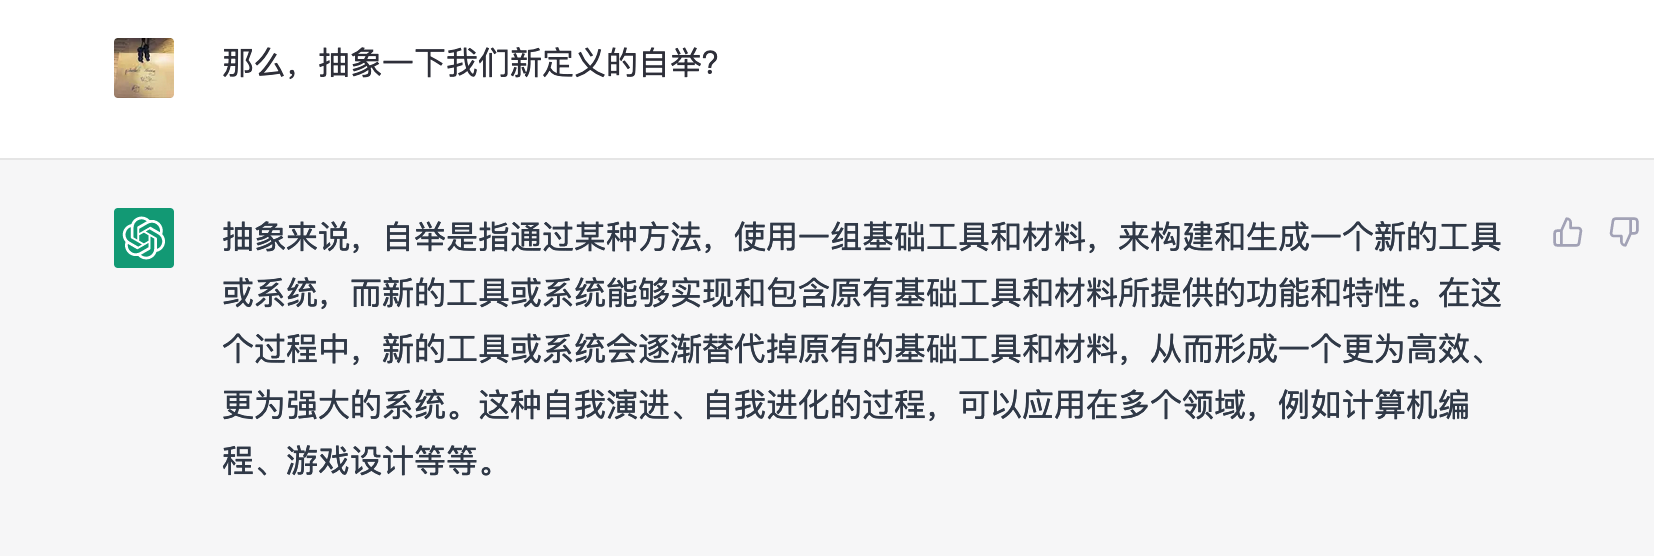 那么，抽象一下我们新定义的自举？
抽象来说，自举是指通过某种方法，使用一组基础工具和材料，来构建和生成一个新的工具
或系统，而新的工具或系统能够实现和包含原有基础工具和材料所提供的功能和特性。在这
个过程中，新的工具或系统会逐渐替代掉原有的基础工具和材料，从而形成一个更为高效、
更为强大的系统。这种自我演进、自我进化的过程，可以应用在多个领域，例如计算机编
程、游戏设计等等。